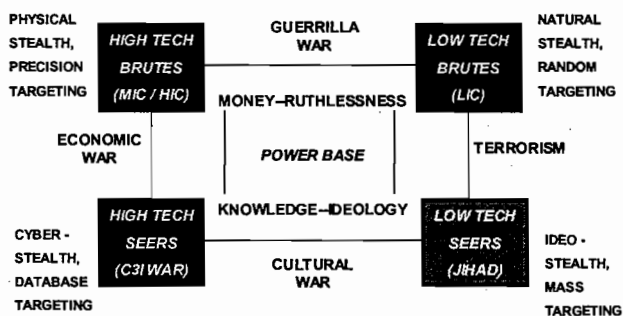 PHYSICAL
STEALTH,
PRECISION
TARGETING
HIGH TECH
BRUTES
(MIC / HIC)
GUERRILLA
WAR
LOW TECH
BRUTES
(LIC)
NATURAL
STEALTH,
RANDOM
TARGETING
MONEY--RUTHLESSNESS
ECONOMIC
WAR
POWER BASE
TERRORISM
KNOWLEDGE--IDEOLOGY
CYBER -
STEALTH,
DATABASE
TARGETING
HIGH TECH
SEERS
(C3I WAR)
CULTURAL
WAR
LOW TECH
SEERS
(JIHAD)
IDEO -
STEALTH,
MASS
TARGETING